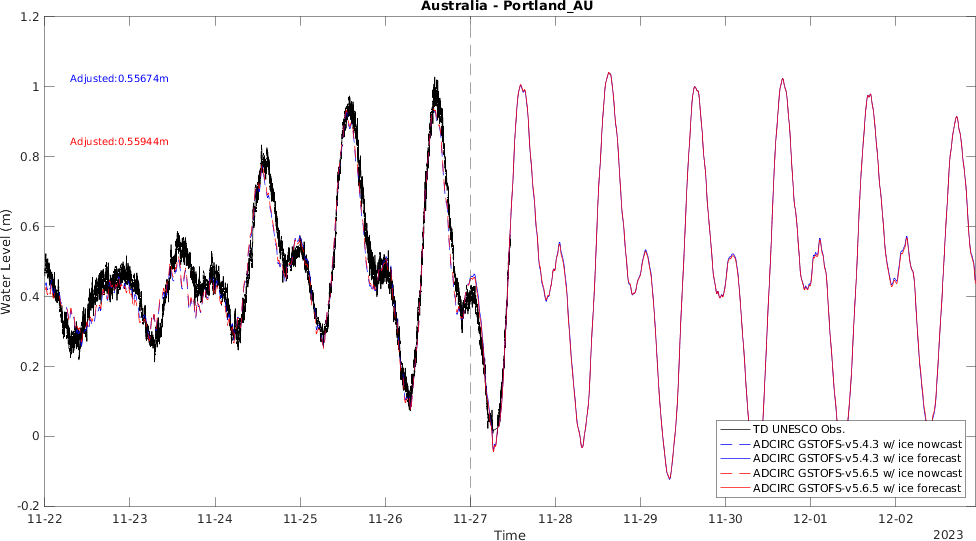 Australia - Portland_AU
1.2
1
0.8
0.6
0.4
0.2
0
-0.2
Water Level (m)
Adjusted:0.55674m
Adjusted:0.55944m
TD UNESCO Obs.
ADCIRC GSTOFS-v5.4.3 w/ ice nowcast
ADCIRC GSTOFS-v5.4.3 w/ ice forecast
ADCIRC GSTOFS-v5.6.5 w/ ice nowcast
ADCIRC GSTOFS-v5.6.5 w/ ice forecast
11-22 11-23 11-24 11-25 11-26 11-27 11-28 11-29 11-30 12-01 12-02
Time
2023